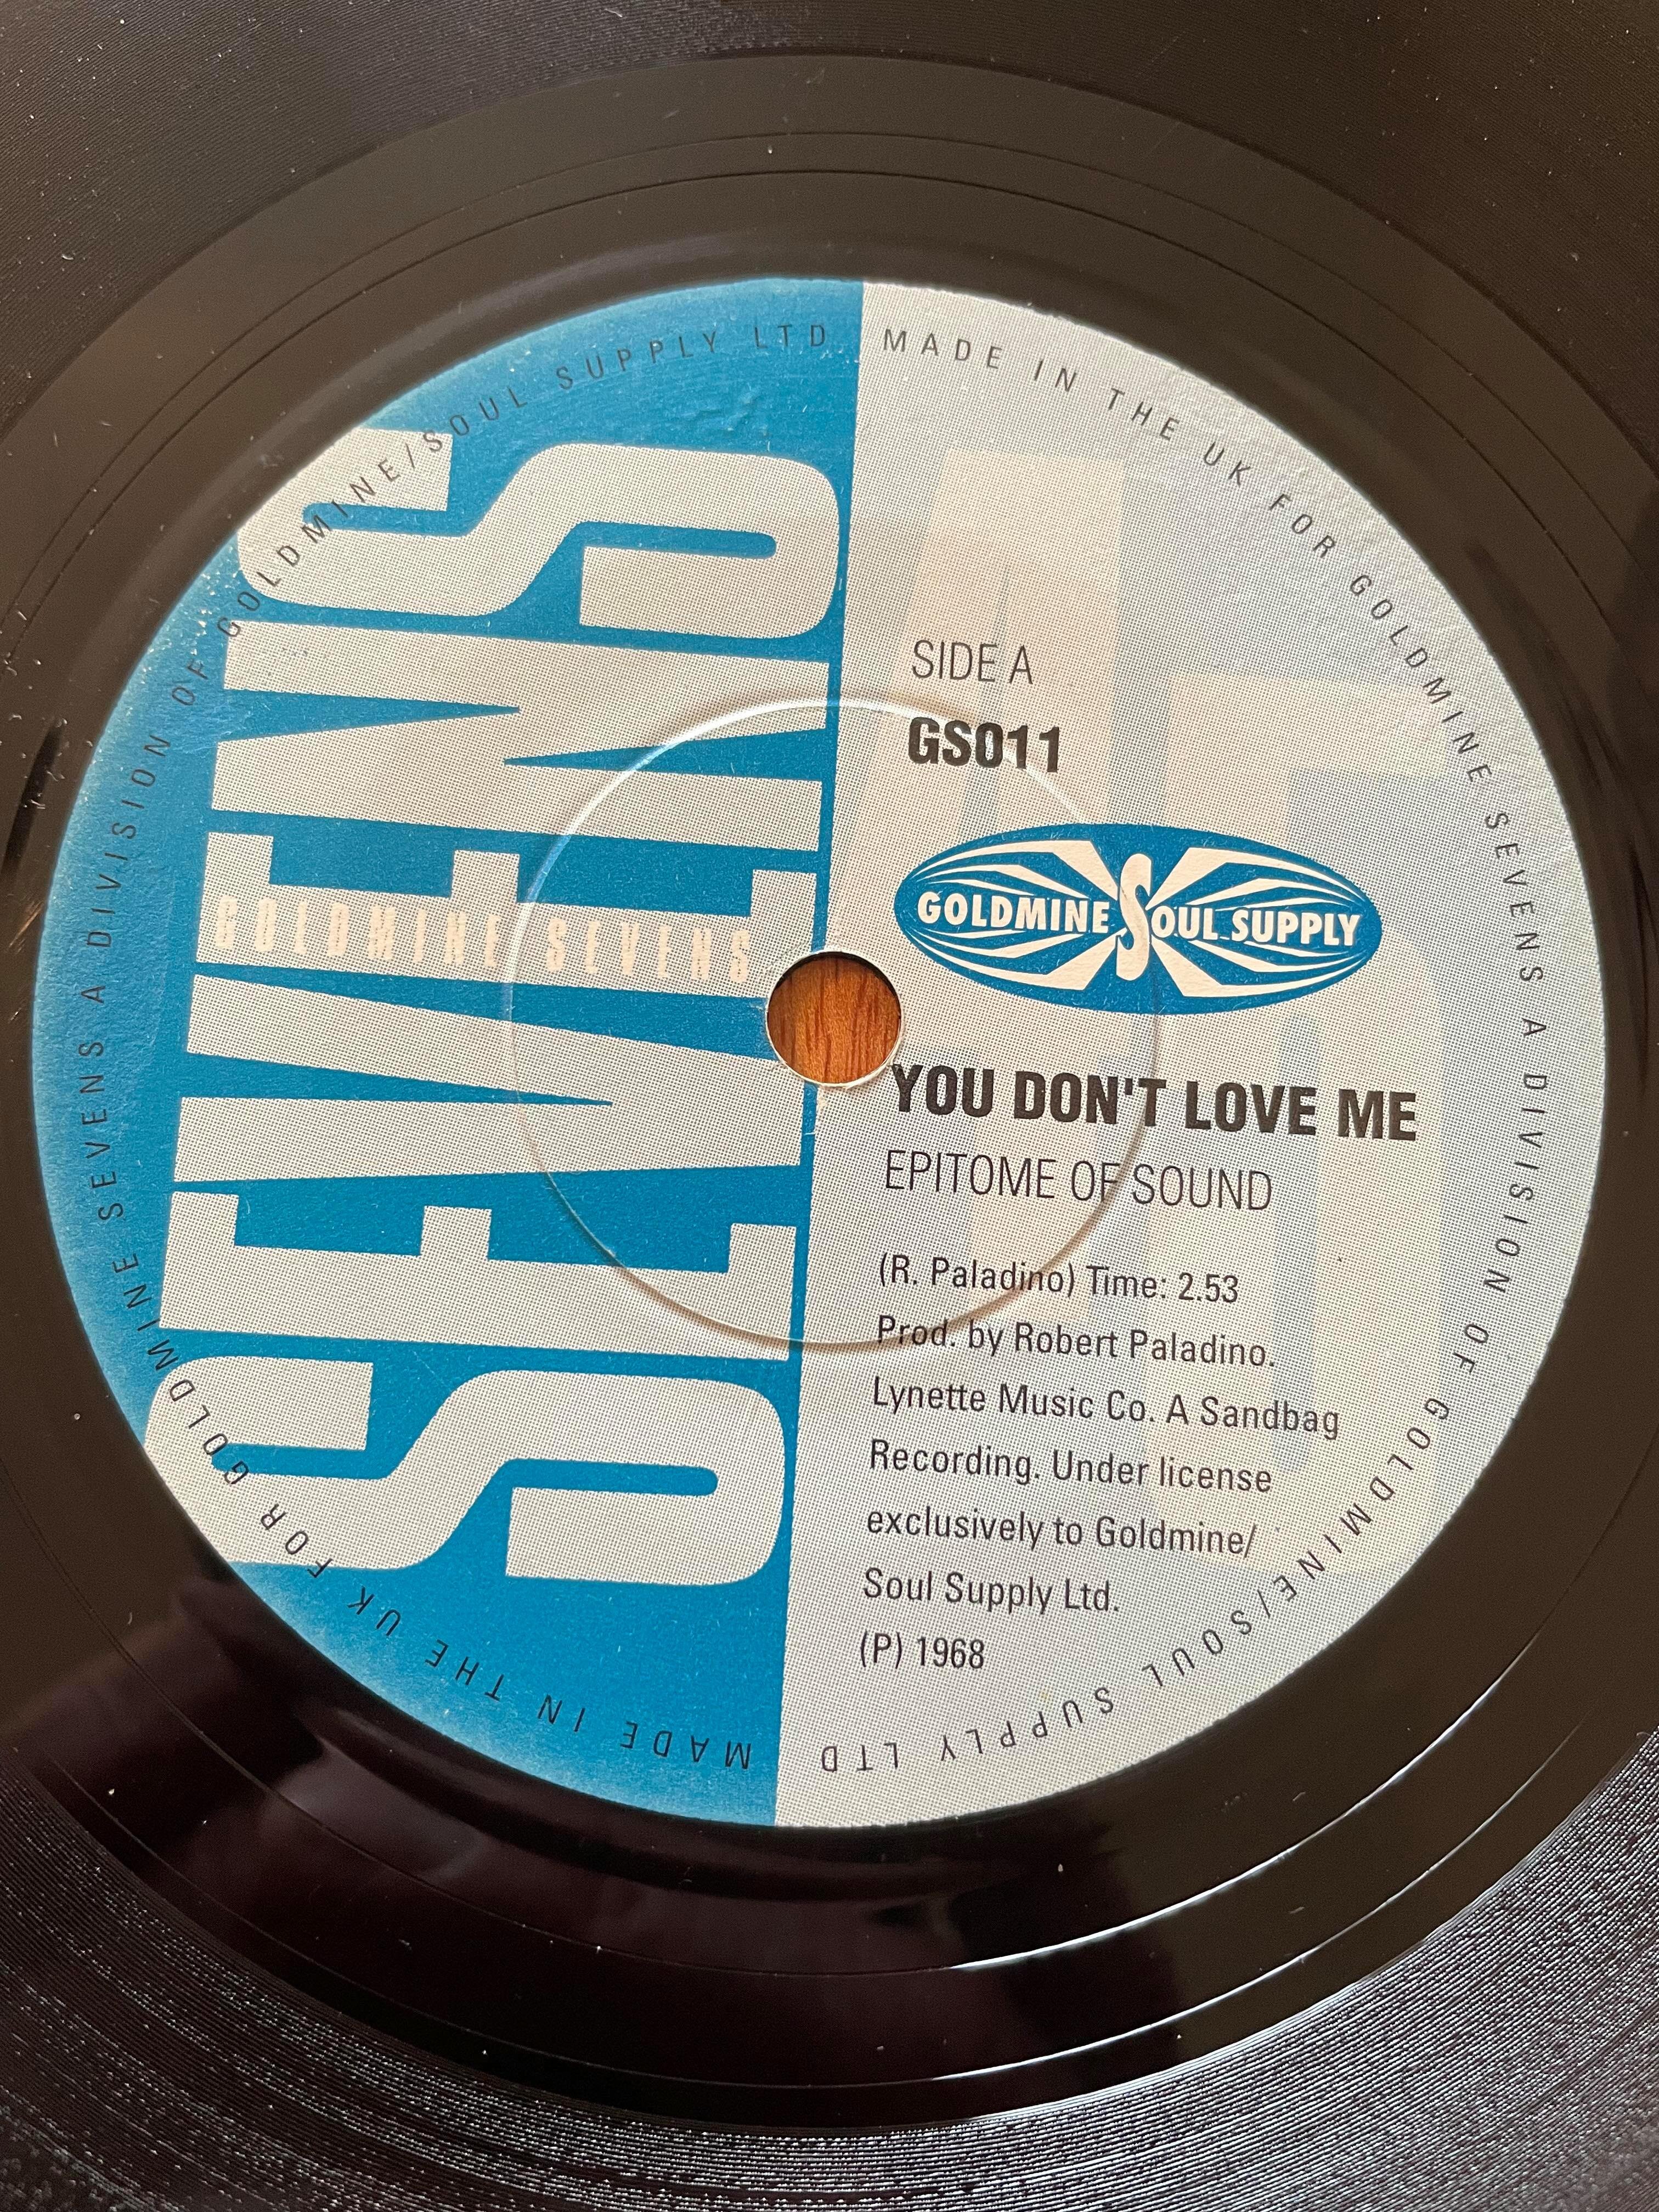 MADE IN THE UK FOR GOLDMINE SEVENS A DIVISION OF GOLDMINE/SOUL SUPPLY LTD
MADE IN THE UK FOR GOLDMINE SEVENS A DIVISION OF GOLDMINE/SOUL SUPPLY LTD
SEVENS
GOLDMINE SEVENS
SIDE A
GS011
GOLDMINE SOUL SUPPLY
YOU DON'T LOVE ME
EPITOME OF SOUND
(R. Paladino) Time: 2.53
Prod. by Robert Paladino.
Lynette Music Co. A Sandbag
Recording. Under license
exclusively to Goldmine/
Soul Supply Ltd.
(P) 1968